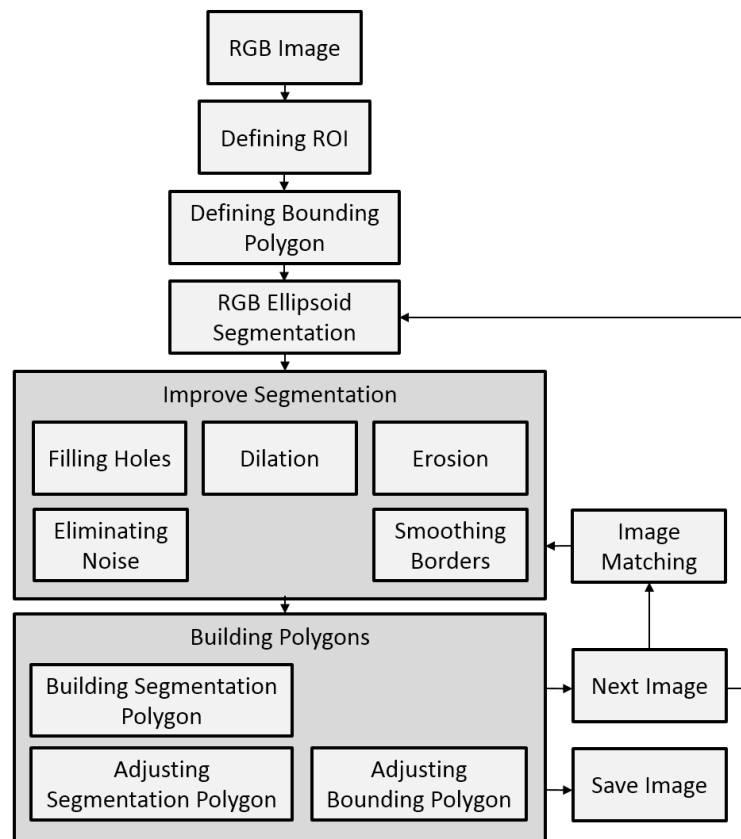 RGB Image
Defining ROI
Defining Bounding
Polygon
RGB Ellipsoid
Segmentation
Improve Segmentation
Filling Holes
Dilation
Erosion
Eliminating
Noise
Smoothing
Borders
Image
Matching
Building Polygons
Building Segmentation
Polygon
Next Image
Adjusting
Segmentation Polygon
Adjusting
Bounding Polygon
Save Image